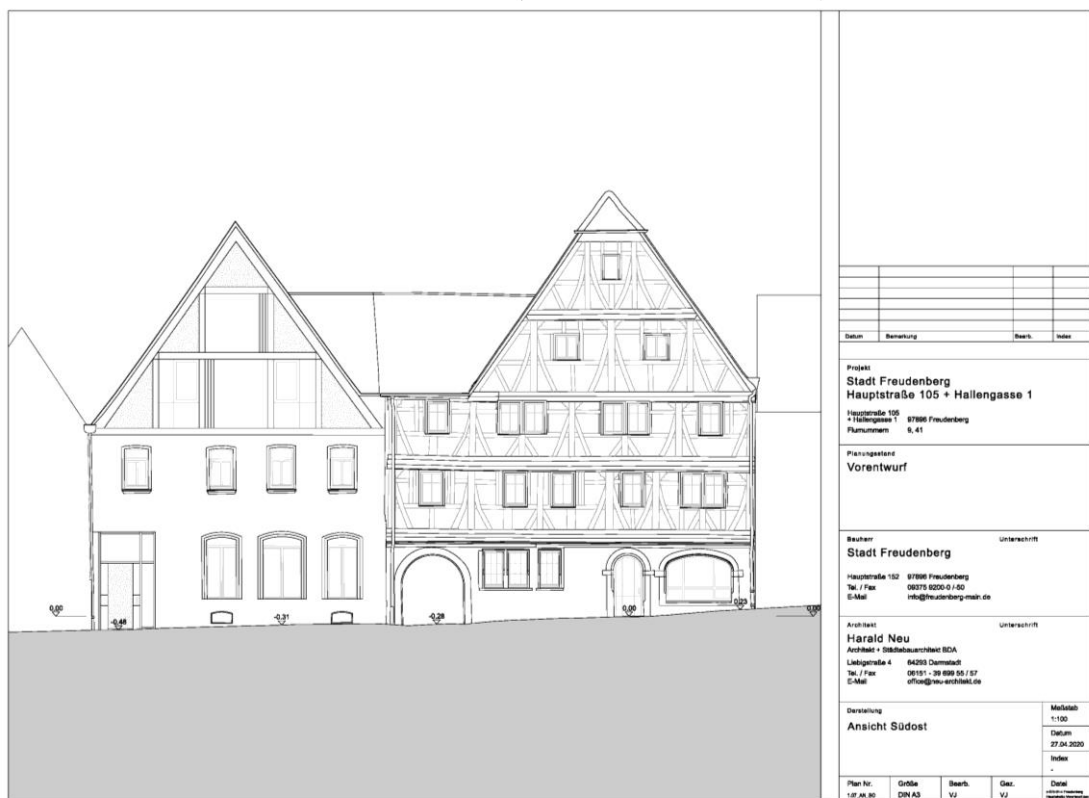 0,00
-0,48
-0,31
-0,28
0,00
0,23
0,00
Datum Bemerkung Bearb. Index
Projekt
Stadt Freudenberg
Hauptstraße 105 + Hallengasse 1
Hauptstraße 105
+ Hallengasse 1 97896 Freudenberg
Flurnummern 9, 41
Planungsstand
Vorentwurf
Bauherr Unterschrift
Stadt Freudenberg
Hauptstraße 152 97896 Freudenberg
Tel. / Fax 09375 9200-0 /-50
E-Mail info@freudenberg-main.de
Architekt Unterschrift
Harald Neu
Architekt + Städtebauarchitekt BDA
Liebigstraße 4 64293 Darmstadt
Tel. / Fax 06151 - 39 699 55 / 57
E-Mail office@neu-architekt.de
Darstellung
Ansicht Südost
Maßstab
1:100
Datum
27.04.2020
Index
-
Plan Nr. Größe Bearb. Gez. Datei
DIN A3 VJ VJ